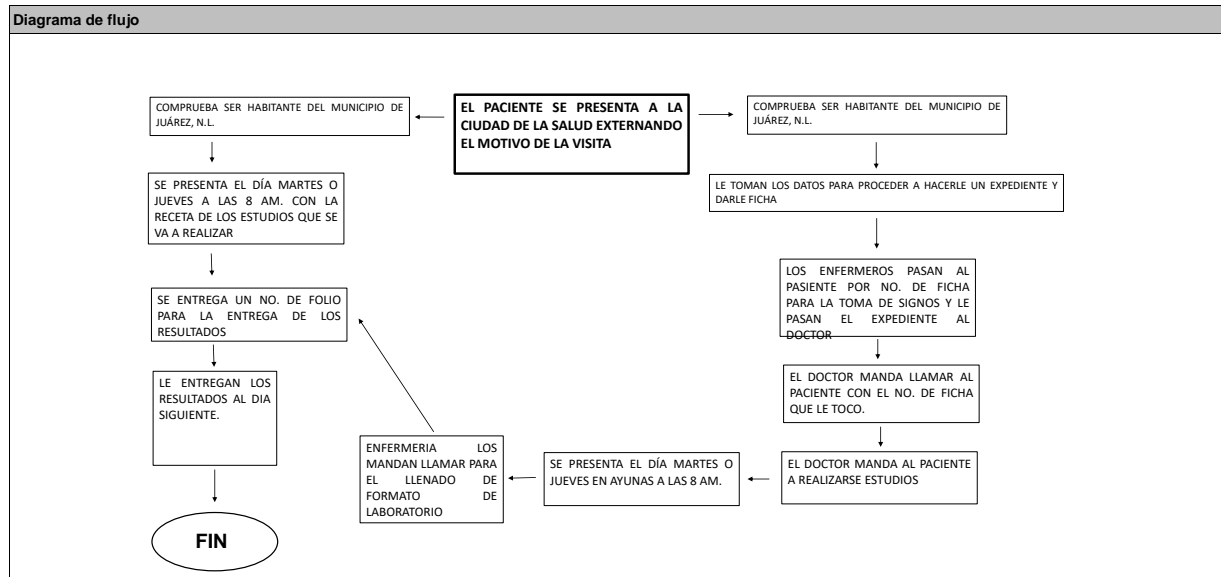 Diagrama de flujo
EL PACIENTE SE PRESENTA A LA
CIUDAD DE LA SALUD EXTERNANDO
EL MOTIVO DE LA VISITA
COMPRUEBA SER HABITANTE DEL MUNICIPIO DE
JUÁREZ, N.L.
SE PRESENTA EL DÍA MARTES O
JUEVES A LAS 8 AM. CON LA
RECETA DE LOS ESTUDIOS QUE SE
VA A REALIZAR
SE ENTREGA UN NO. DE FOLIO
PARA LA ENTREGA DE LOS
RESULTADOS
LE ENTREGAN LOS
RESULTADOS AL DIA
SIGUIENTE.
FIN
COMPRUEBA SER HABITANTE DEL MUNICIPIO DE
JUÁREZ, N.L.
LE TOMAN LOS DATOS PARA PROCEDER A HACERLE UN EXPEDIENTE Y
DARLE FICHA
LOS ENFERMEROS PASAN AL
PASIENTE POR NO. DE FICHA
PARA LA TOMA DE SIGNOS Y LE
PASAN EL EXPEDIENTE AL
DOCTOR
EL DOCTOR MANDA LLAMAR AL
PACIENTE CON EL NO. DE FICHA
QUE LE TOCO.
EL DOCTOR MANDA AL PACIENTE
A REALIZARSE ESTUDIOS
SE PRESENTA EL DÍA MARTES O
JUEVES EN AYUNAS A LAS 8 AM.
ENFERMERIA LOS
MANDAN LLAMAR PARA
EL LLENADO DE
FORMATO DE
LABORATORIO